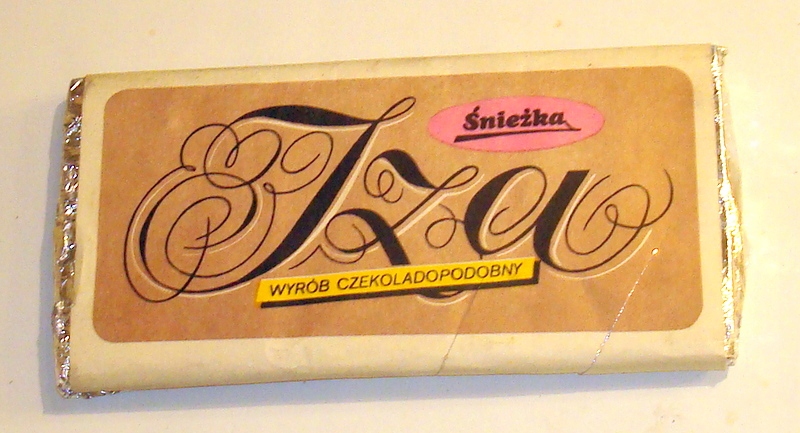 Śnieżka
Iza
WYRÓB CZEKOLADOPODOBNY